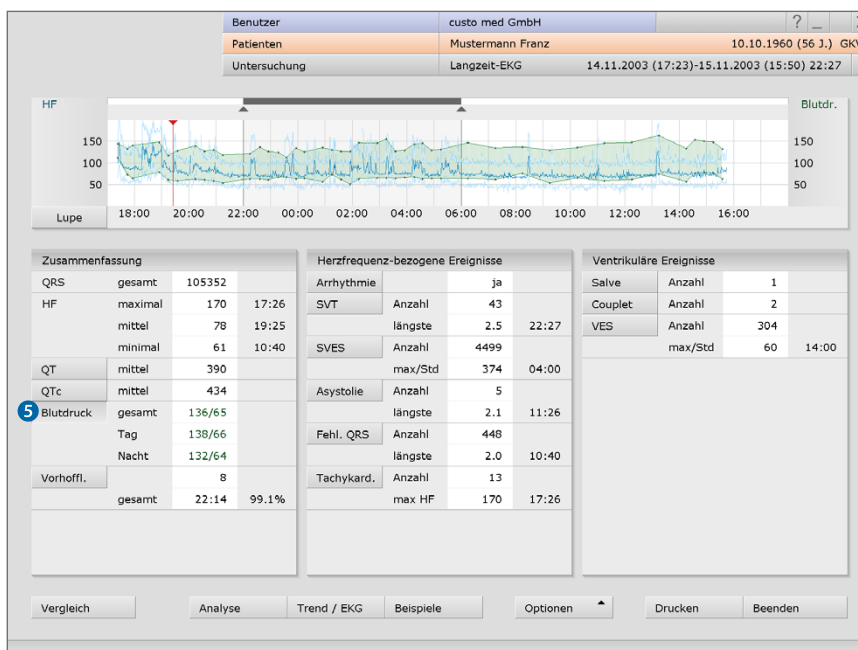 Benutzer custo med GmbH ? _
Patienten Mustermann Franz 10.10.1960 (56 J.) GKV
Untersuchung Langzeit-EKG 14.11.2003 (17:23)-15.11.2003 (15:50) 22:27
HF Blutdr.
150 150
100 100
50 50
Lupe 18:00 20:00 22:00 00:00 02:00 04:00 06:00 08:00 10:00 12:00 14:00 16:00
Zusammenfassung
QRS gesamt 105352
HF maximal 170 17:26
mittel 78 19:25
minimal 61 10:40
QT mittel 390
QTc mittel 434
5 Blutdruck gesamt 136/65
Tag 138/66
Nacht 132/64
Vorhoffl. 8
gesamt 22:14 99.1%
Herzfrequenz-bezogene Ereignisse
Arrhythmie ja
SVT Anzahl 43
längste 2.5 22:27
SVES Anzahl 4499
max/Std 374 04:00
Asystolie Anzahl 5
längste 2.1 11:26
Fehl. QRS Anzahl 448
längste 2.0 10:40
Tachykard. Anzahl 13
max HF 170 17:26
Ventrikuläre Ereignisse
Salve Anzahl 1
Couplet Anzahl 2
VES Anzahl 304
max/Std 60 14:00
Vergleich Analyse Trend / EKG Beispiele Optionen Drucken Beenden